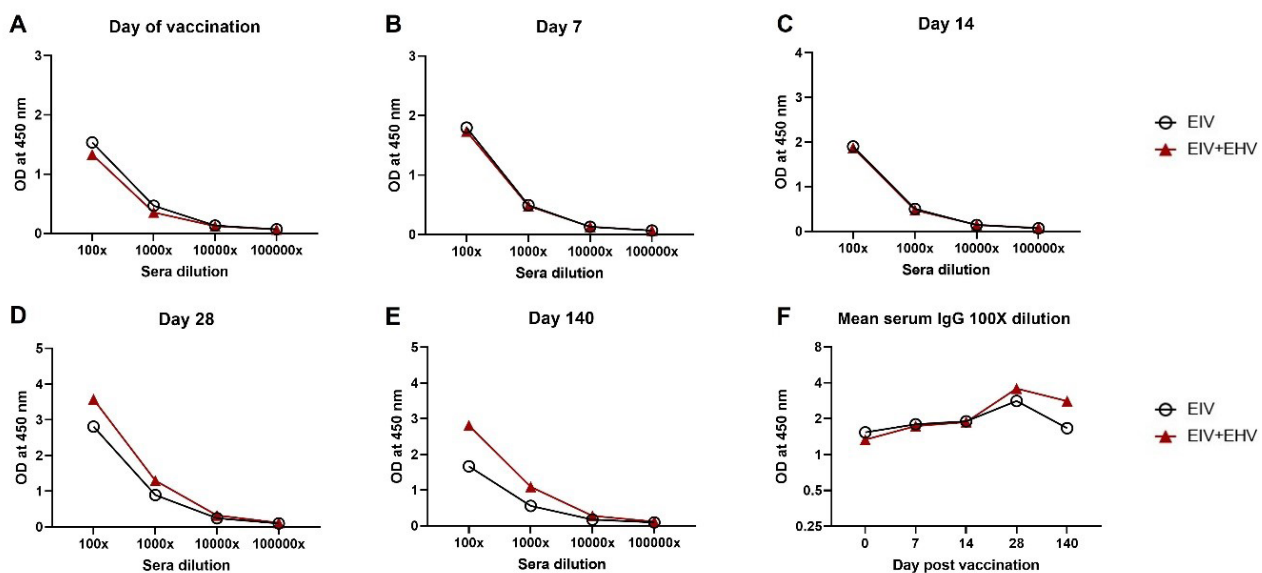 A
Day of vaccination
3
2
1
0
OD at 450 nm
100x 1000x 10000x 100000x
Sera dilution
B
Day 7
3
2
1
0
OD at 450 nm
100x 1000x 10000x 100000x
Sera dilution
C
Day 14
4
3
2
1
0
OD at 450 nm
100x 1000x 10000x 100000x
Sera dilution
EIV
EIV+EHV
D
Day 28
5
4
3
2
1
0
OD at 450 nm
100x 1000x 10000x 100000x
Sera dilution
E
Day 140
5
4
3
2
1
0
OD at 450 nm
100x 1000x 10000x 100000x
Sera dilution
F
Mean serum IgG 100X dilution
8
4
2
1
0.5
0.25
OD at 450 nm
0 7 14 28 140
Day post vaccination
EIV
EIV+EHV